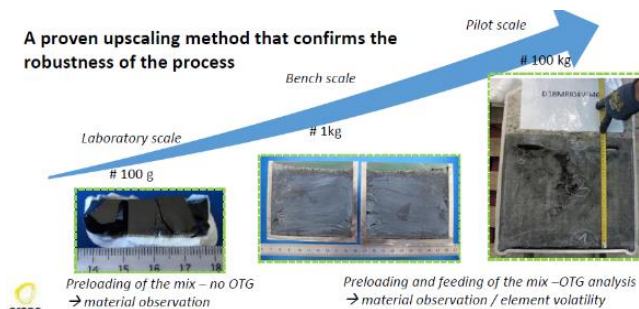 Pilot scale
A proven upscaling method that confirms the
robustness of the process
Bench scale
# 100 kg
Laboratory scale
# 1kg
# 100 g
14 15 16 17 18
Preloading of the mix – no OTG
→ material observation
Preloading and feeding of the mix –OTG analysis
→ material observation / element volatility